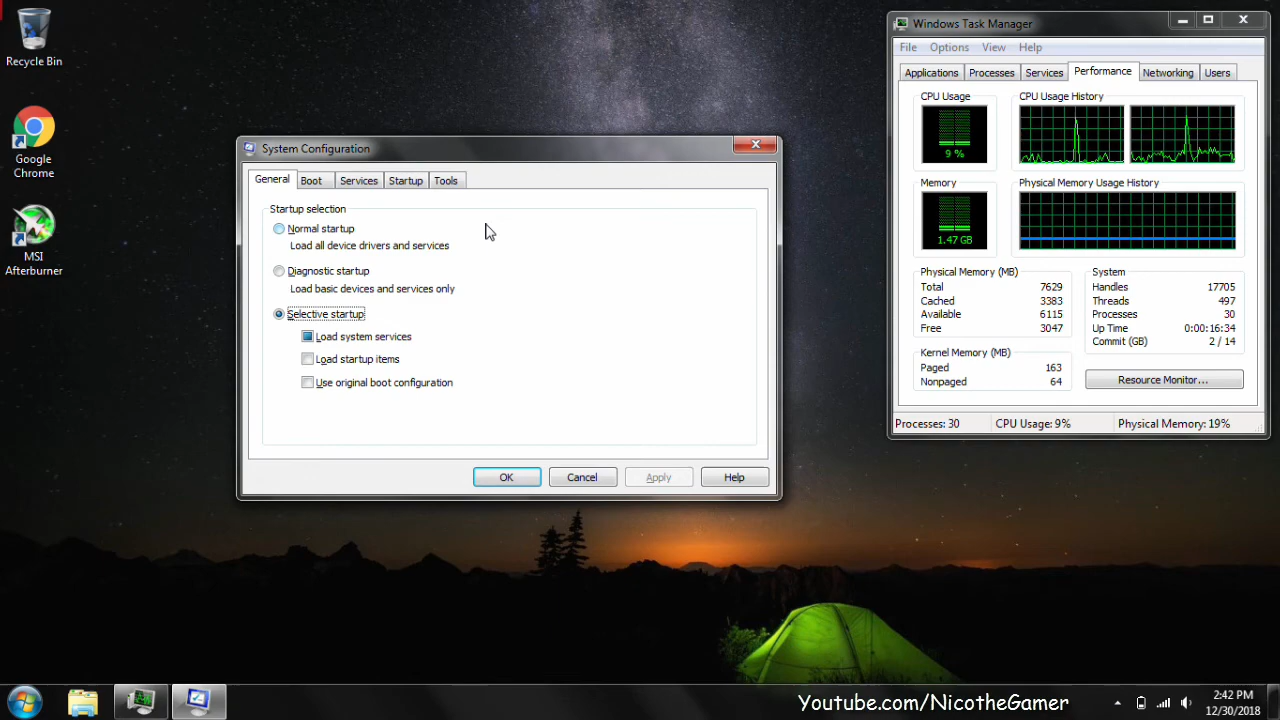 Recycle Bin
Google
Chrome
MSI
Afterburner
System Configuration
General
Boot
Services
Startup
Tools
Startup selection
Normal startup
Load all device drivers and services
Diagnostic startup
Load basic devices and services only
Selective startup
Load system services
Load startup items
Use original boot configuration
OK
Cancel
Apply
Help
Windows Task Manager
File Options View Help
Applications Processes Services Performance Networking Users
CPU Usage
CPU Usage History
9 %
Memory
Physical Memory Usage History
1.47 GB
Physical Memory (MB)
Total 7629
Cached 3383
Available 6115
Free 3047
Kernel Memory (MB)
Paged 163
Nonpaged 64
System
Handles 17705
Threads 497
Processes 30
Up Time 0:00:16:34
Commit (GB) 2 / 14
Resource Monitor...
Processes: 30
CPU Usage: 9%
Physical Memory: 19%
Youtube.com/NicotheGamer
2:42 PM
12/30/2018